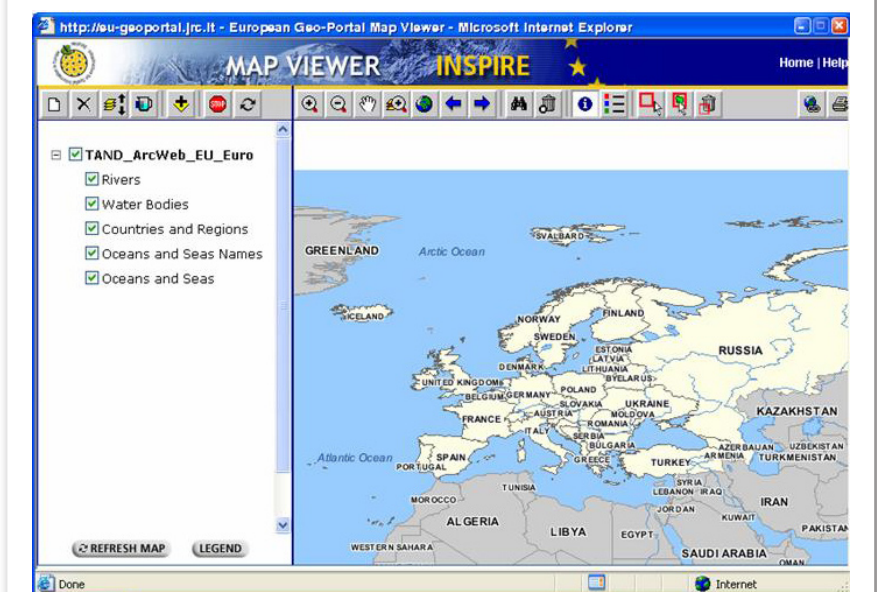 http://eu-geoportal.jrc.it - European Geo-Portal Map Viewer - Microsoft Internet Explorer
MAP VIEWER INSPIRE Home | Help
STOP
TAND_ArcWeb_EU_Euro
Rivers
Water Bodies
Countries and Regions
Oceans and Seas Names
Oceans and Seas
REFRESH MAP LEGEND
SVALBARD
GREENLAND Arctic Ocean
ICELAND
NORWAY FINLAND
SWEDEN
ESTONIA RUSSIA
LATVIA
DENMARK LITHUANIA
UNITED KINGDOM BYELARUS
BELGIUM GERMANY POLAND
SLOVAKIA UKRAINE
FRANCE AUSTRIA MOLDOVA KAZAKHSTAN
ITALY ROMANIA
SERBIA
BULGARIA AZERBAIJAN UZBEKISTAN
Atlantic Ocean SPAIN GREECE TURKEY ARMENIA TURKMENISTAN
PORTUGAL
TUNISIA SYRIA
MOROCCO LEBANON IRAQ IRAN
JORDAN
ALGERIA LIBYA EGYPT KUWAIT PAKISTAN
WESTERN SAHARA SAUDI ARABIA
OMAN
Done Internet